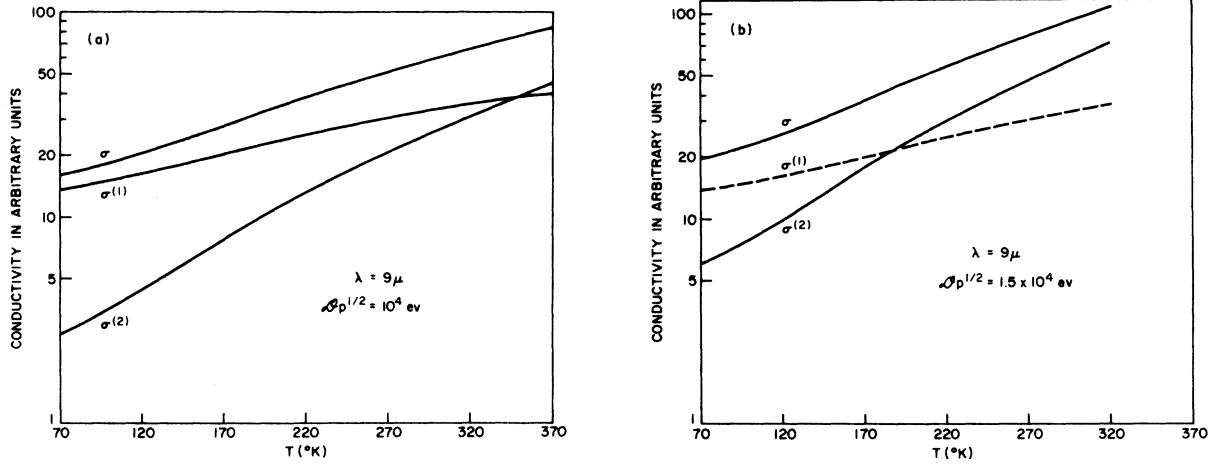 (a)
CONDUCTIVITY IN ARBITRARY UNITS
100
50
20
10
5
1
σ
σ(1)
σ(2)
λ = 9μ
𝒟p1/2 = 10⁴ ev
70 120 170 220 270 320 370
T (°K)
(b)
CONDUCTIVITY IN ARBITRARY UNITS
100
50
20
10
5
1
σ
σ(1)
σ(2)
λ = 9μ
𝒟p1/2 = 1.5 x 10⁴ ev
70 120 170 220 270 320 370
T (°K)